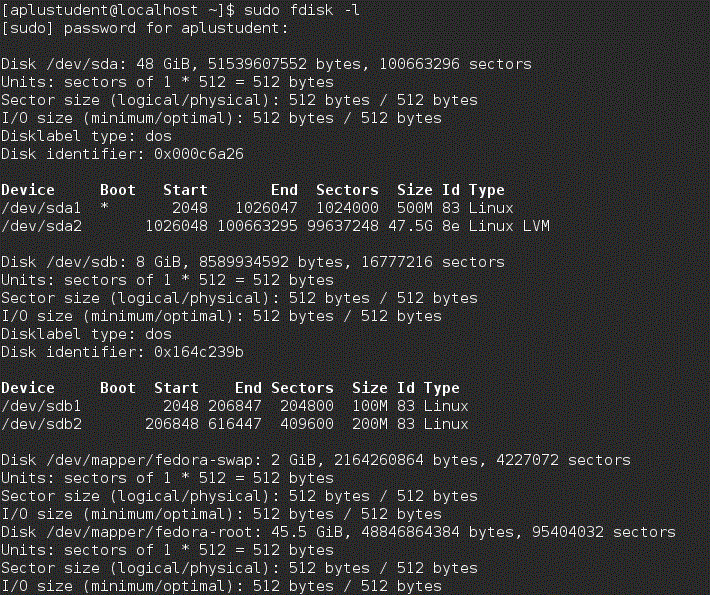 [aplustudent@localhost ~]$ sudo fdisk -l
[sudo] password for aplustudent:
Disk /dev/sda: 48 GiB, 51539607552 bytes, 100663296 sectors
Units: sectors of 1 * 512 = 512 bytes
Sector size (logical/physical): 512 bytes / 512 bytes
I/O size (minimum/optimal): 512 bytes / 512 bytes
Disklabel type: dos
Disk identifier: 0x000c6a26
Device     Boot   Start       End  Sectors  Size Id Type
/dev/sda1  *       2048   1026047  1024000  500M 83 Linux
/dev/sda2       1026048 100663295 99637248 47.5G 8e Linux LVM
Disk /dev/sdb: 8 GiB, 8589934592 bytes, 16777216 sectors
Units: sectors of 1 * 512 = 512 bytes
Sector size (logical/physical): 512 bytes / 512 bytes
I/O size (minimum/optimal): 512 bytes / 512 bytes
Disklabel type: dos
Disk identifier: 0x164c239b
Device     Boot  Start    End Sectors  Size Id Type
/dev/sdb1         2048 206847  204800  100M 83 Linux
/dev/sdb2       206848 616447  409600  200M 83 Linux
Disk /dev/mapper/fedora-swap: 2 GiB, 2164260864 bytes, 4227072 sectors
Units: sectors of 1 * 512 = 512 bytes
Sector size (logical/physical): 512 bytes / 512 bytes
I/O size (minimum/optimal): 512 bytes / 512 bytes
Disk /dev/mapper/fedora-root: 45.5 GiB, 48846864384 bytes, 95404032 sectors
Units: sectors of 1 * 512 = 512 bytes
Sector size (logical/physical): 512 bytes / 512 bytes
I/O size (minimum/optimal): 512 bytes / 512 bytes